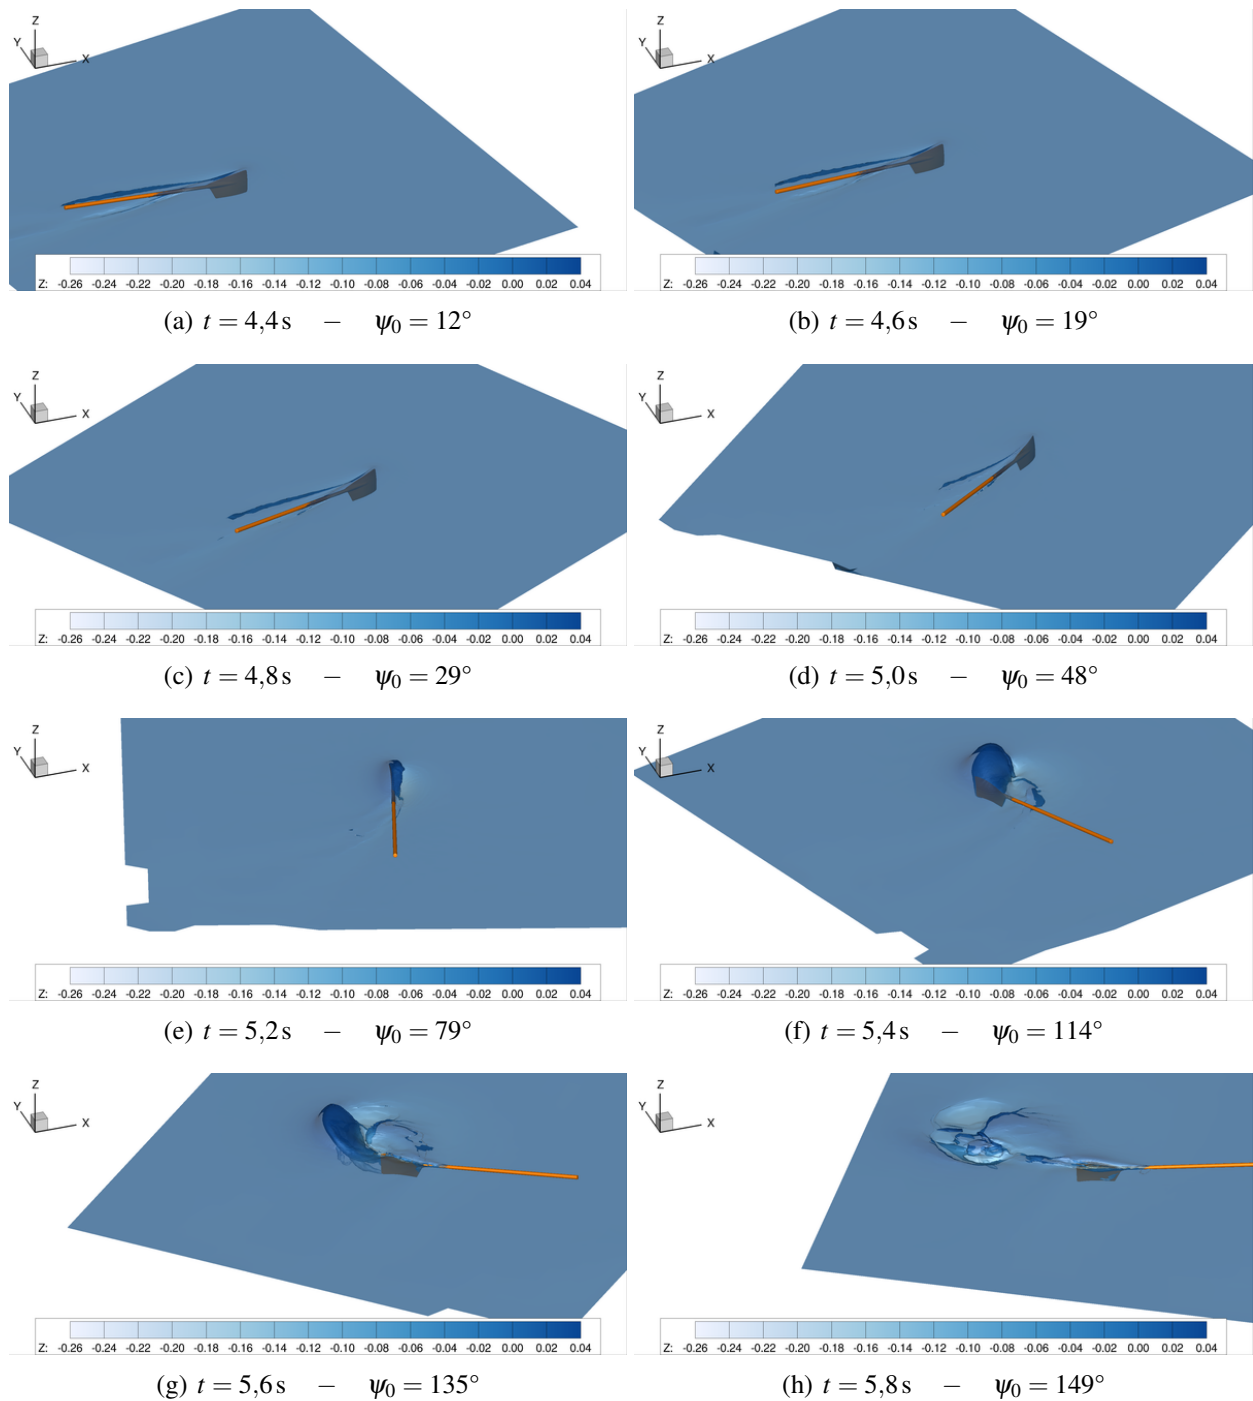 Z
Y
X
Z: -0.26 -0.24 -0.22 -0.20 -0.18 -0.16 -0.14 -0.12 -0.10 -0.08 -0.06 -0.04 -0.02 0.00 0.02 0.04
(a) t = 4,4 s – ψ₀ = 12°
Z
Y
X
Z: -0.26 -0.24 -0.22 -0.20 -0.18 -0.16 -0.14 -0.12 -0.10 -0.08 -0.06 -0.04 -0.02 0.00 0.02 0.04
(b) t = 4,6 s – ψ₀ = 19°
Z
Y
X
Z: -0.26 -0.24 -0.22 -0.20 -0.18 -0.16 -0.14 -0.12 -0.10 -0.08 -0.06 -0.04 -0.02 0.00 0.02 0.04
(c) t = 4,8 s – ψ₀ = 29°
Z
Y
X
Z: -0.26 -0.24 -0.22 -0.20 -0.18 -0.16 -0.14 -0.12 -0.10 -0.08 -0.06 -0.04 -0.02 0.00 0.02 0.04
(d) t = 5,0 s – ψ₀ = 48°
Z
Y
X
Z: -0.26 -0.24 -0.22 -0.20 -0.18 -0.16 -0.14 -0.12 -0.10 -0.08 -0.06 -0.04 -0.02 0.00 0.02 0.04
(e) t = 5,2 s – ψ₀ = 79°
Z
Y
X
Z: -0.26 -0.24 -0.22 -0.20 -0.18 -0.16 -0.14 -0.12 -0.10 -0.08 -0.06 -0.04 -0.02 0.00 0.02 0.04
(f) t = 5,4 s – ψ₀ = 114°
Z
Y
X
Z: -0.26 -0.24 -0.22 -0.20 -0.18 -0.16 -0.14 -0.12 -0.10 -0.08 -0.06 -0.04 -0.02 0.00 0.02 0.04
(g) t = 5,6 s – ψ₀ = 135°
Z
Y
X
Z: -0.26 -0.24 -0.22 -0.20 -0.18 -0.16 -0.14 -0.12 -0.10 -0.08 -0.06 -0.04 -0.02 0.00 0.02 0.04
(h) t = 5,8 s – ψ₀ = 149°